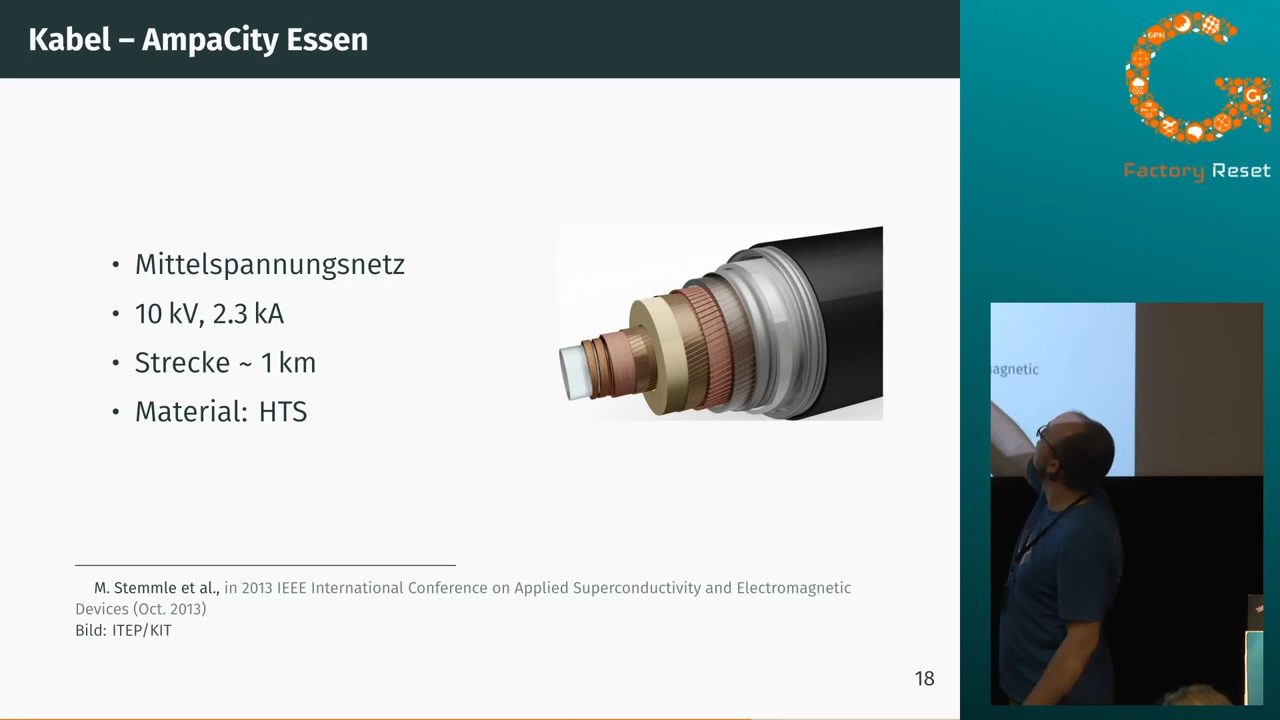 Kabel – AmpaCity Essen
• Mittelspannungsnetz
• 10 kV, 2.3 kA
• Strecke ~ 1 km
• Material: HTS
M. Stemmle et al., in 2013 IEEE International Conference on Applied Superconductivity and Electromagnetic
Devices (Oct. 2013)
Bild: ITEP/KIT
18
GPN
Factory Reset
agnetic